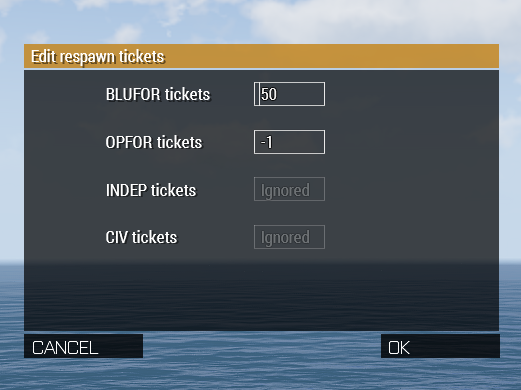 Edit respawn tickets
BLUFOR tickets 50
OPFOR tickets -1
INDEP tickets Ignored
CIV tickets Ignored
CANCEL OK